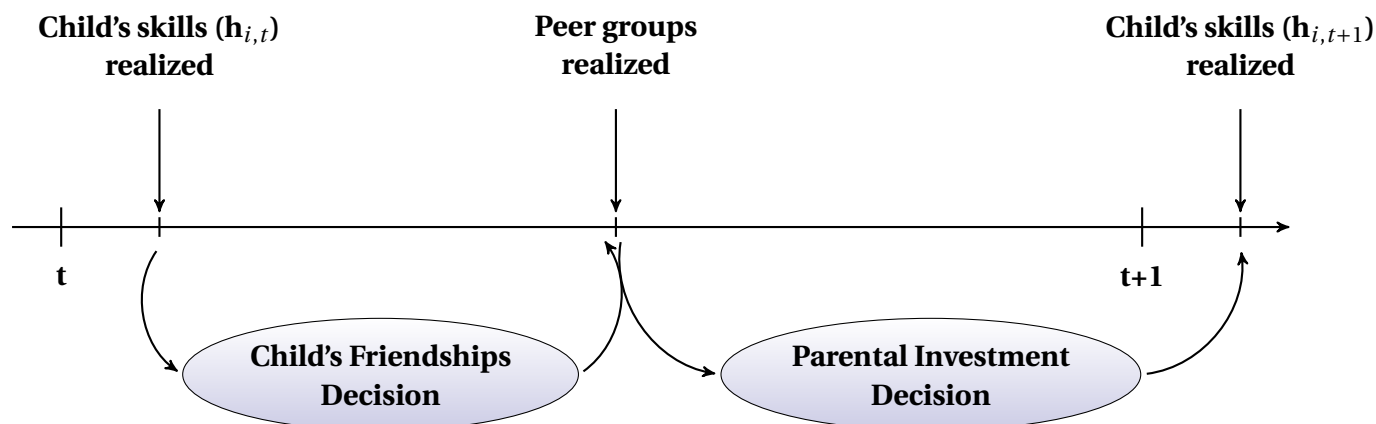 Child's skills (h_{i,t})
realized
Peer groups
realized
Child's skills (h_{i,t+1})
realized
t
t+1
Child's Friendships
Decision
Parental Investment
Decision